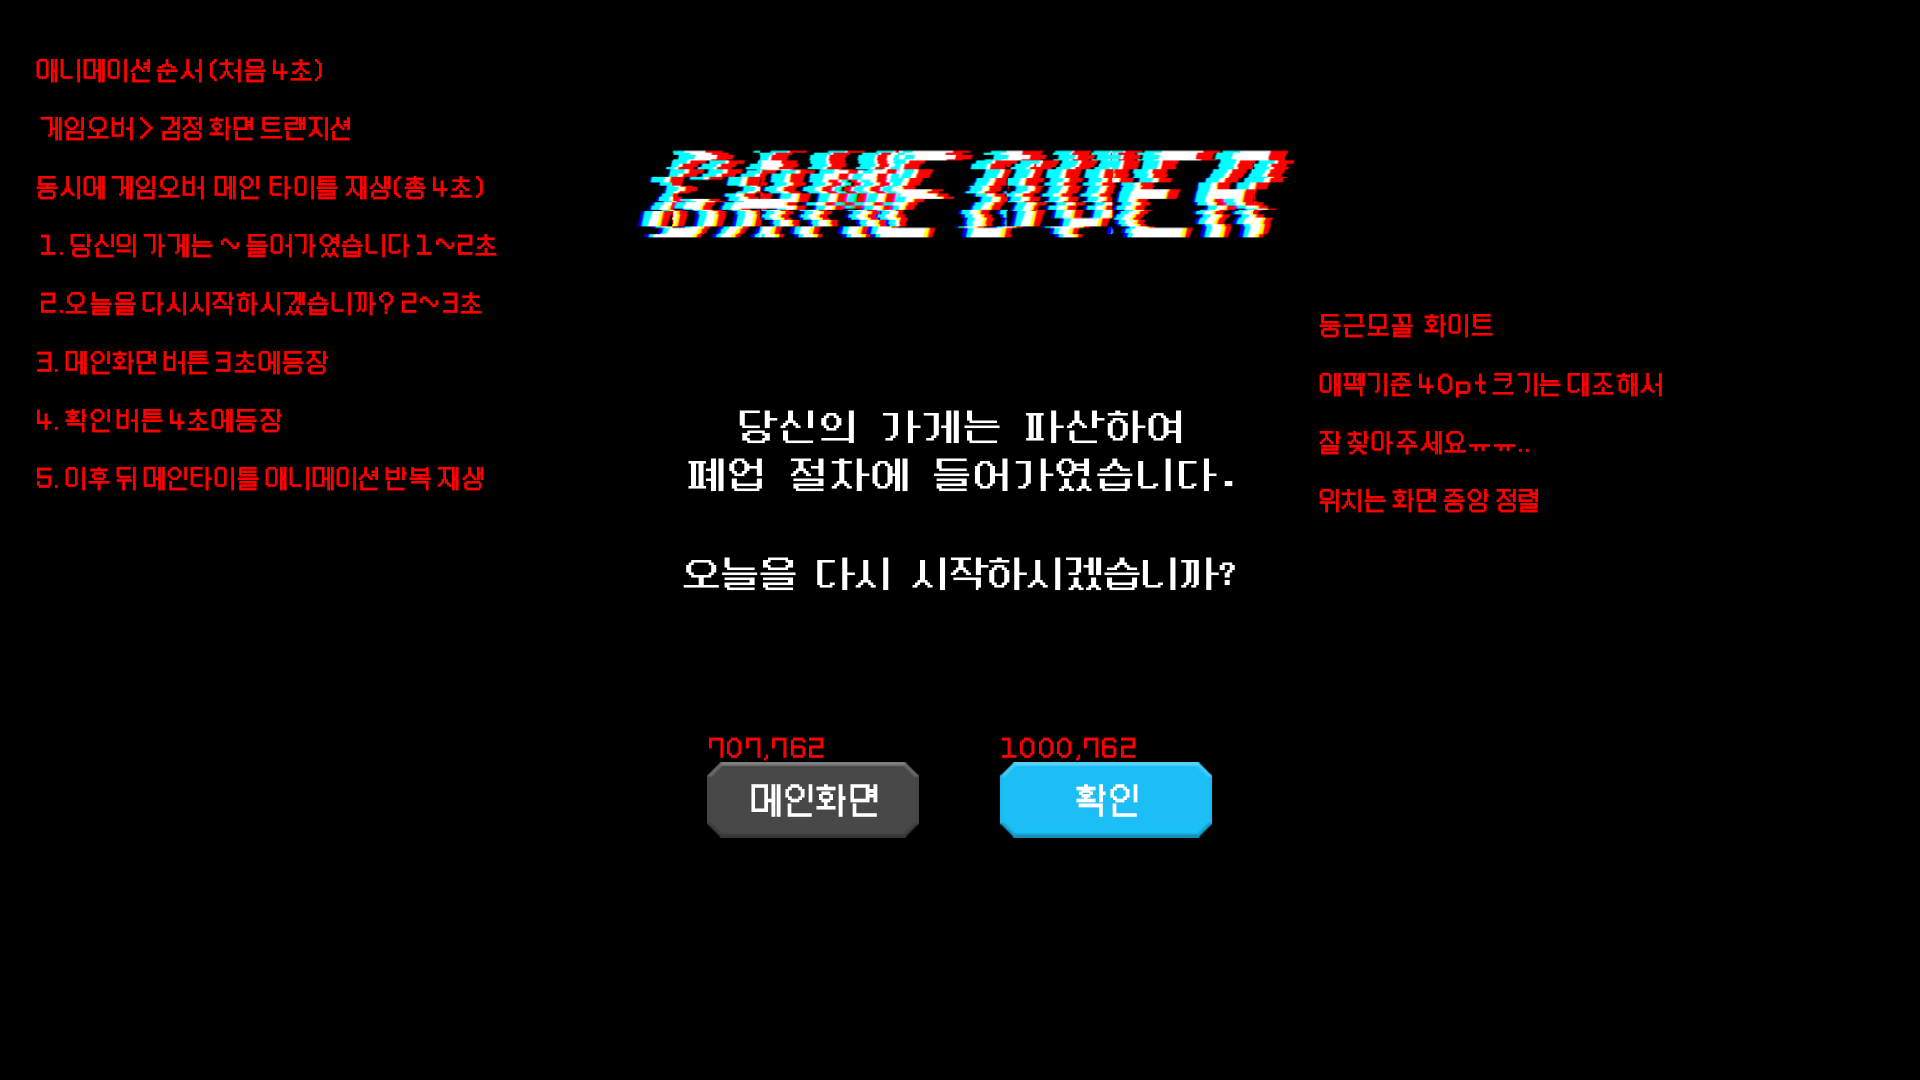 애니메이션 순서 (처음 4초)
게임오버 > 검정 화면 트랜지션
동시에 게임오버 메인 타이틀 재생(총 4초)
1. 당신의 가게는 ~ 들어가였습니다 1~2초
2.오늘을 다시시작하시겠습니까? 2~3초
3. 메인화면 버튼 3초에등장
4. 확인 버튼 4초에등장
5. 이후 뒤 메인타이틀 애니메이션 반복 재생
GAME OVER
당신의 가게는 파산하여
폐업 절차에 들어가였습니다.
오늘을 다시 시작하시겠습니까?
둥근모꼴 화이트
애펙기준 40pt 크기는 대조해서
잘 찾아주세요ㅠㅠ..
위치는 화면 중앙 정렬
707,762
메인화면
1000,762
확인